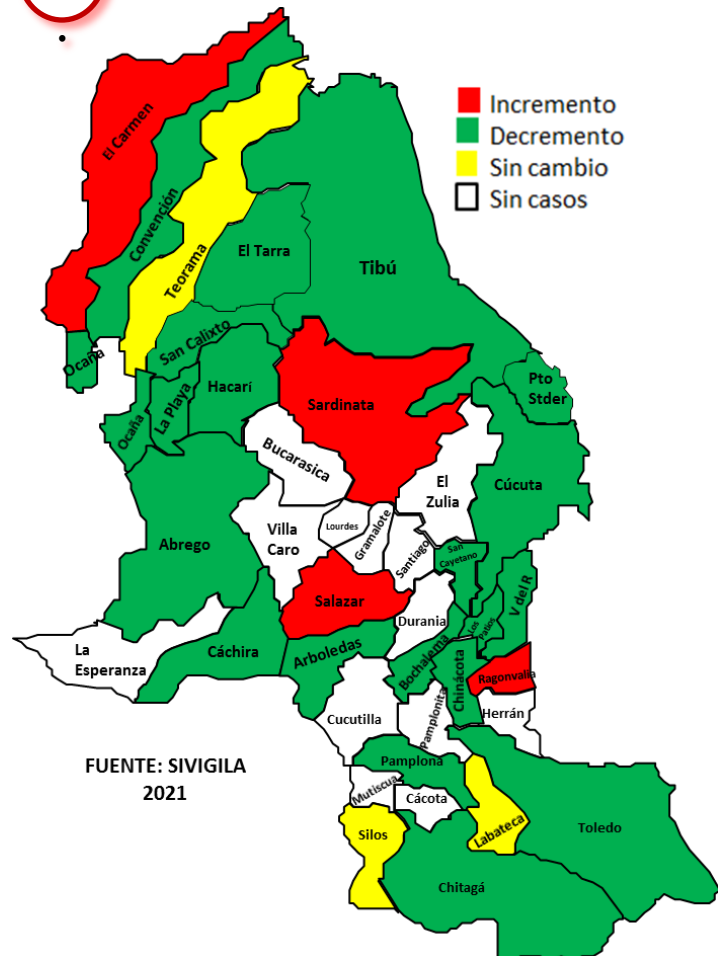 Incremento
Decremento
Sin cambio
Sin casos
El Carmen
Convención
Teorama
El Tarra
Tibú
Ocaña
San Calixto
Ocaña
La Playa
Hacarí
Sardinata
Pto
Stder
Bucarasica
El
Zulia
Cúcuta
Abrego
Villa
Caro
Lourdes
Gramalote
Santiago
San
Cayetano
Salazar
Durania
Los
Patios
V del R
La
Esperanza
Cáchira
Arboledas
Bochalema
Chinácota
Ragonvalia
Cucutilla
Pamplonita
Herrán
FUENTE: SIVIGILA
2021
Pamplona
Mutiscua
Cácota
Silos
Labateca
Toledo
Chitagá